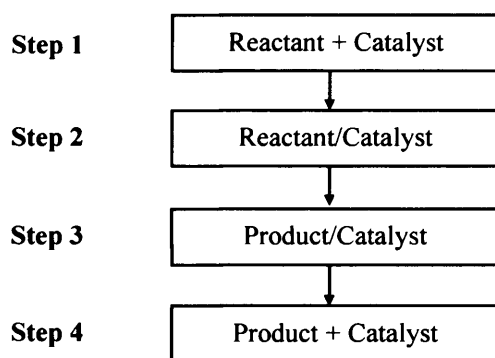 Step 1 Reactant + Catalyst
Step 2 Reactant/Catalyst
Step 3 Product/Catalyst
Step 4 Product + Catalyst